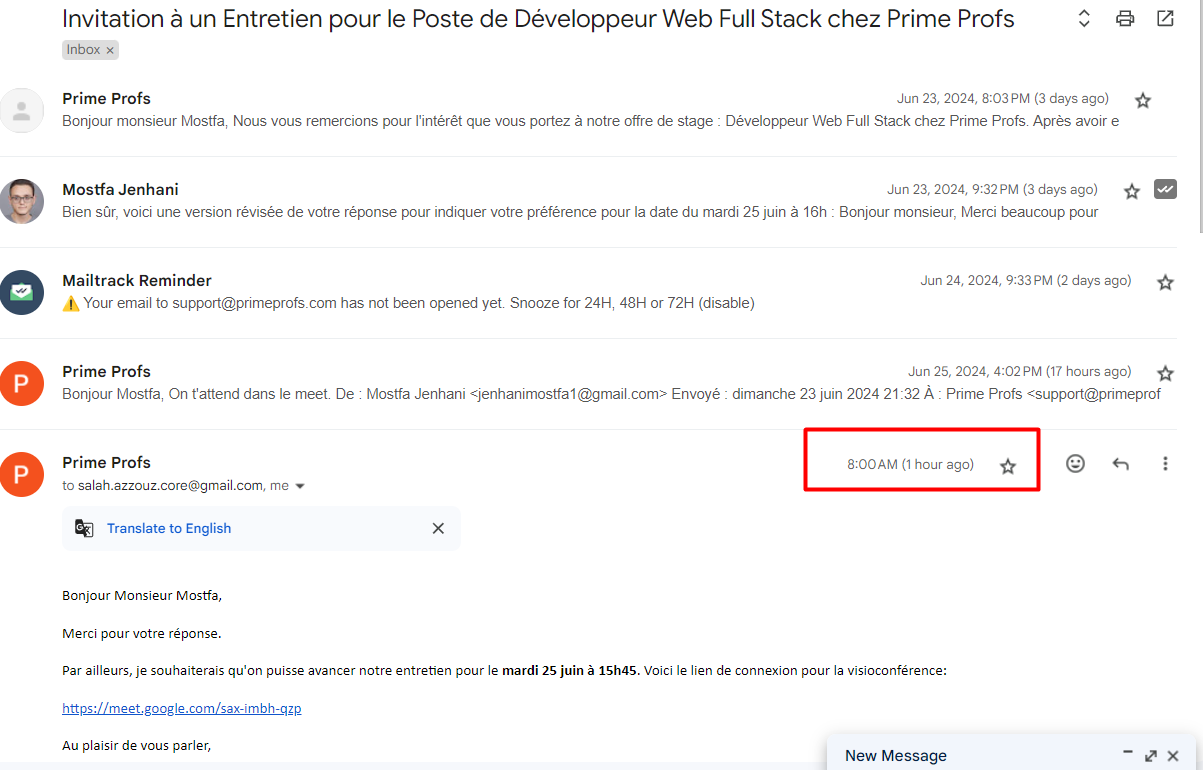 Invitation à un Entretien pour le Poste de Développeur Web Full Stack chez Prime Profs
Inbox ×
Prime Profs
Jun 23, 2024, 8:03 PM (3 days ago)
Bonjour monsieur Mostfa, Nous vous remercions pour l'intérêt que vous portez à notre offre de stage : Développeur Web Full Stack chez Prime Profs. Après avoir e
Mostfa Jenhani
Jun 23, 2024, 9:32 PM (3 days ago)
Bien sûr, voici une version révisée de votre réponse pour indiquer votre préférence pour la date du mardi 25 juin à 16h : Bonjour monsieur, Merci beaucoup pour
Mailtrack Reminder
Jun 24, 2024, 9:33 PM (2 days ago)
⚠️ Your email to support@primeprofs.com has not been opened yet. Snooze for 24H, 48H or 72H (disable)
P
Prime Profs
Jun 25, 2024, 4:02 PM (17 hours ago)
Bonjour Mostfa, On t'attend dans le meet. De : Mostfa Jenhani <jenhanimostfa1@gmail.com> Envoyé : dimanche 23 juin 2024 21:32 À : Prime Profs <support@primeprof
P
Prime Profs
8:00 AM (1 hour ago)
to salah.azzouz.core@gmail.com, me
Translate to English
Bonjour Monsieur Mostfa,
Merci pour votre réponse.
Par ailleurs, je souhaiterais qu'on puisse avancer notre entretien pour le mardi 25 juin à 15h45. Voici le lien de connexion pour la visioconférence:
https://meet.google.com/sax-imbh-qzp
Au plaisir de vous parler,
New Message